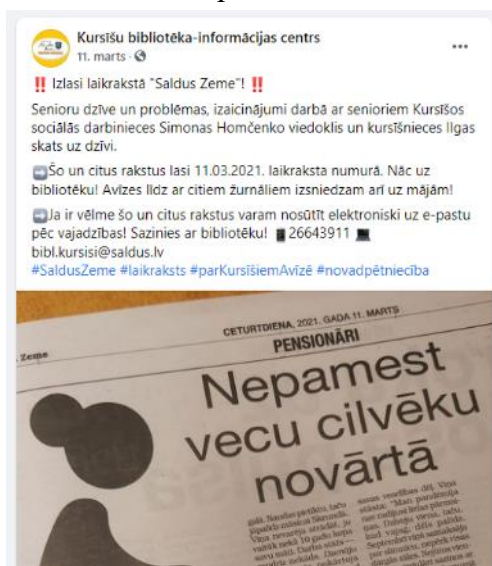 Kursīšu bibliotēka-informācijas centrs
11. marts
‼ Izlasi laikrakstā "Saldus Zeme"! ‼
Senioru dzīve un problēmas, izaicinājumi darbā ar senioriem Kursīšos
sociālās darbinieces Simonas Homčenko viedoklis un kursīšnieces Ilgas
skats uz dzīvi.
➡Šo un citus rakstus lasi 11.03.2021. laikraksta numurā. Nāc uz
bibliotēku! Avīzes līdz ar citiem žurnāliem izsniedzam arī uz mājām!
➡Ja ir vēlme šo un citus rakstus varam nosūtīt elektroniski uz e-pastu
pēc vajadzības! Sazinies ar bibliotēku! 📱26643911 💻
bibl.kursisi@saldus.lv
#SaldusZeme #laikraksts #parKursīšiemAvīzē #novadpētniecība
Zeme
CETURTDIENA, 2021. GADA 11. MARTS
PENSIONĀRI
Nepamest
vecu cilvēku
novārtā